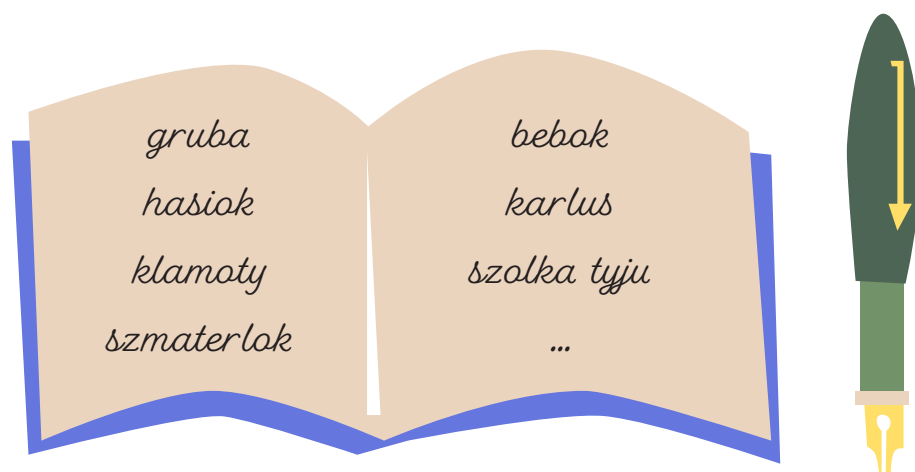 gruba
hasiok
klamoty
szmaterlok
bebok
karlus
szolka tyju
...